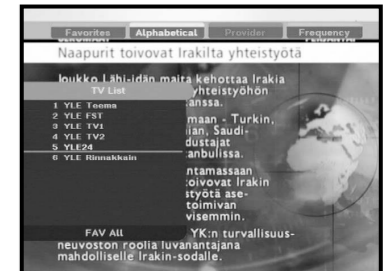 Favorites Alphabetical Provider Frequency
Naapurit toivovat Irakilta yhteistyötä
Joukko Lähi-idän maita kehottaa Irakia
TV List
yhteistyöhön
1 YLE Teema
anssa.
2 YLE FST
maan - Turkin,
3 YLE TV1
nian, Saudi-
4 YLE TV2
dustajat
5 YLE24
anbulissa.
6 YLE Rinnakkain
ntamassaan
toivovat Irakin
styötä ase-
toimivan
visemmin.
FAV All
YK:n turvallisuus-
neuvoston roolia luvanantajana
mahdolliselle Irakin-sodalle.